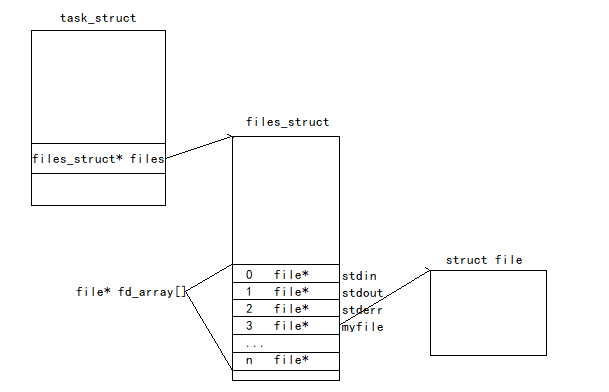 task_struct
files_struct* files
files_struct
struct file
file* fd_array[]
0 file* stdin
1 file* stdout
2 file* stderr
3 file* myfile
...
n file*